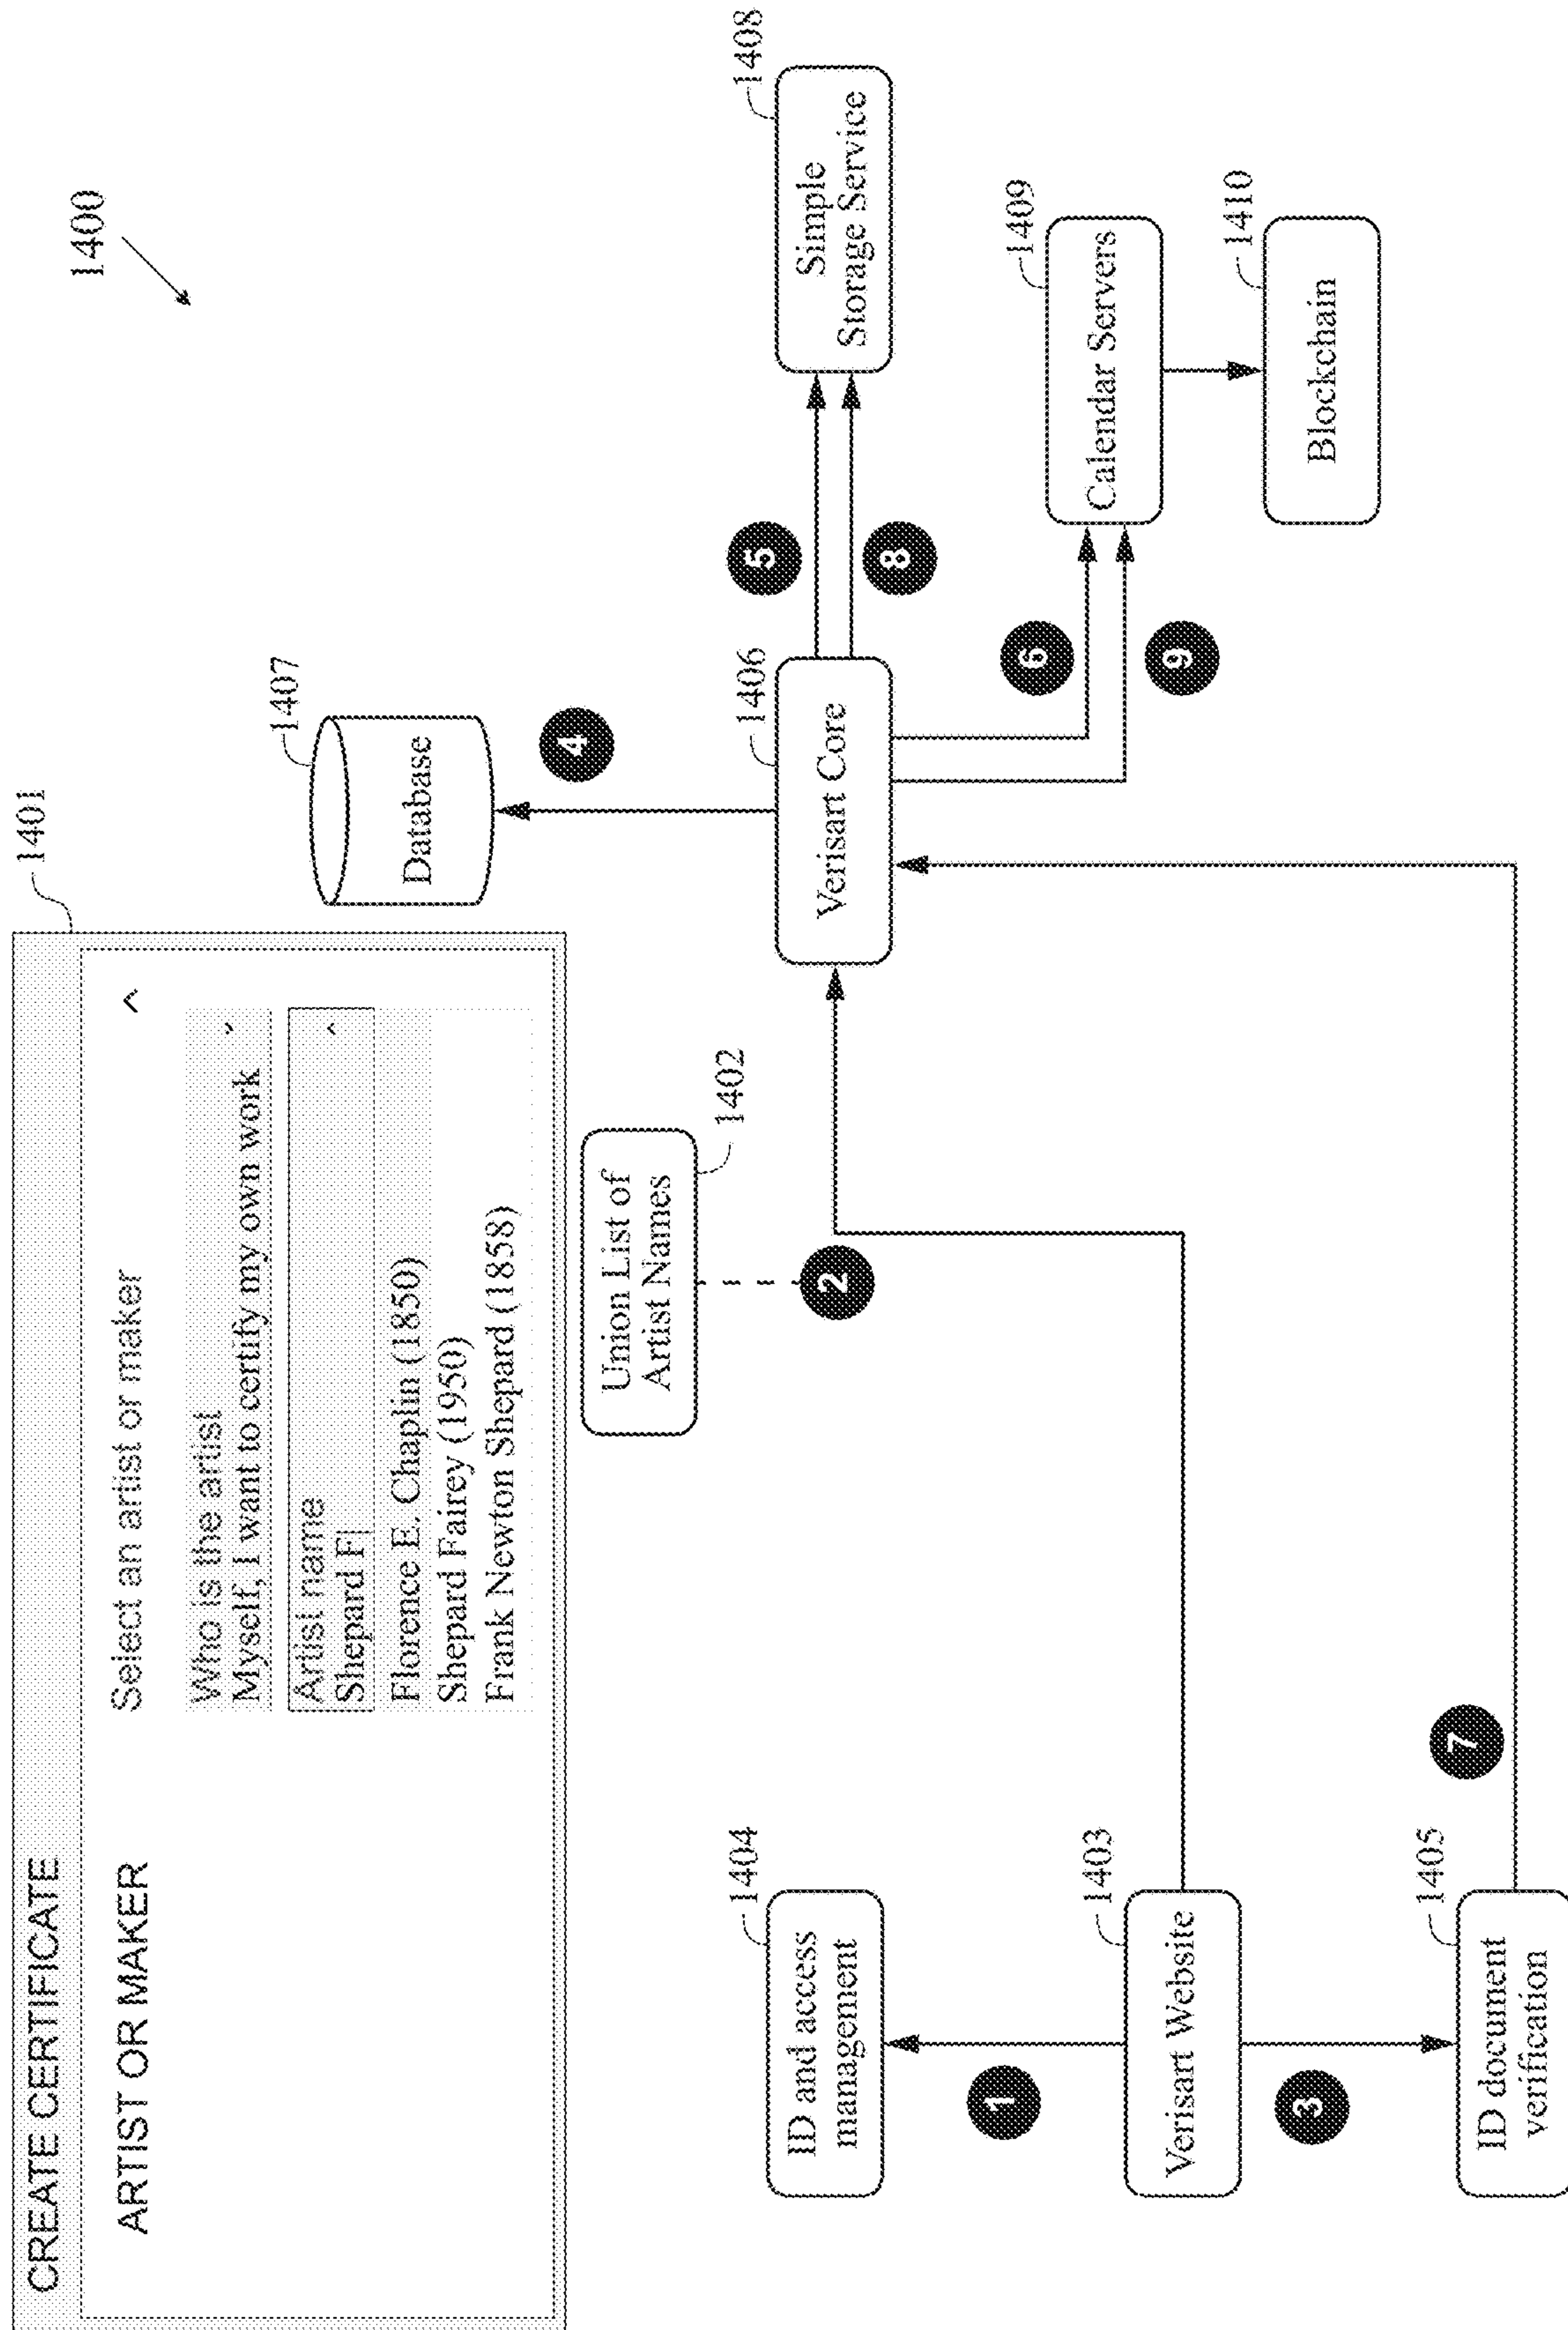 1400
1401
CREATE CERTIFICATE
ARTIST OR MAKER
Select an artist or maker
^
Who is the artist
Myself, I want to certify my own work
Artist name
Shepard F
Florence E. Chaplin (1850)
Shepard Fairey (1950)
Frank Newton Shepard (1858)
1402
Union List of
Artist Names
1407
Database
4
1404
ID and access
management
1
1403
Verisart Website
3
1405
ID document
verification
2
7
1406
Verisart Core
5
8
1408
Simple
Storage Service
6
9
1409
Calendar Servers
1410
Blockchain